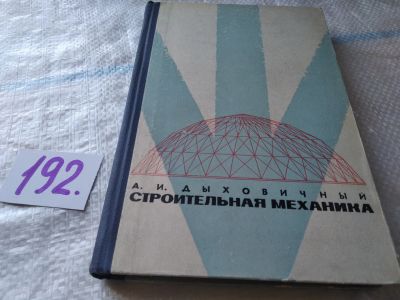 192.
А. И. ДЫХОВИЧНЫЙ
СТРОИТЕЛЬНАЯ МЕХАНИКА